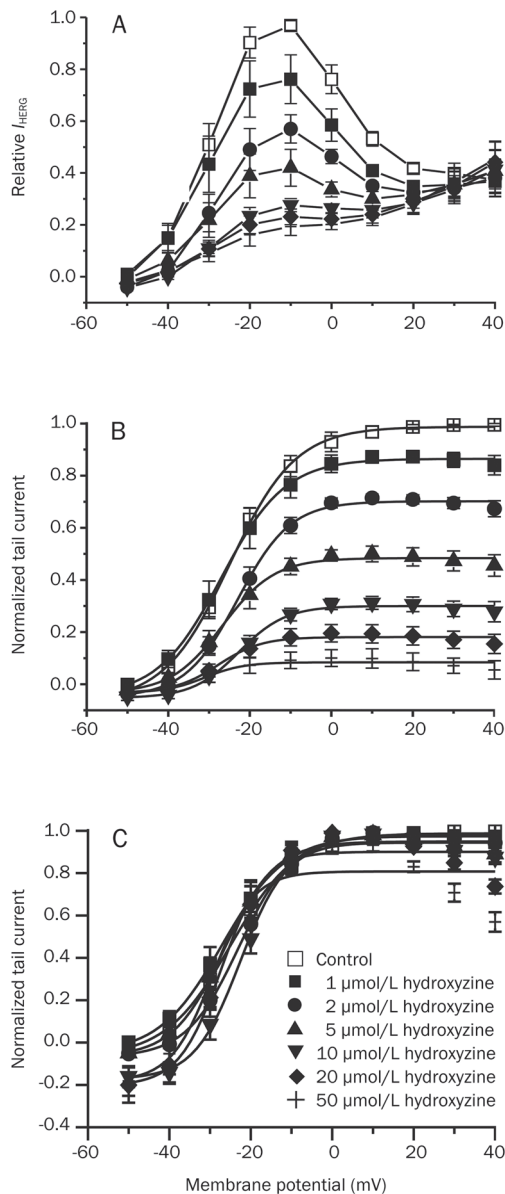 A
1.0
0.8
0.6
0.4
0.2
0.0
Relative IHERG
-60 -40 -20 0 20 40
B
1.0
0.8
0.6
0.4
0.2
0.0
Normalized tail current
-60 -40 -20 0 20 40
C
1.0
0.8
0.6
0.4
0.2
0.0
-0.2
-0.4
Normalized tail current
Control
1 µmol/L hydroxyzine
2 µmol/L hydroxyzine
5 µmol/L hydroxyzine
10 µmol/L hydroxyzine
20 µmol/L hydroxyzine
50 µmol/L hydroxyzine
-60 -40 -20 0 20 40
Membrane potential (mV)